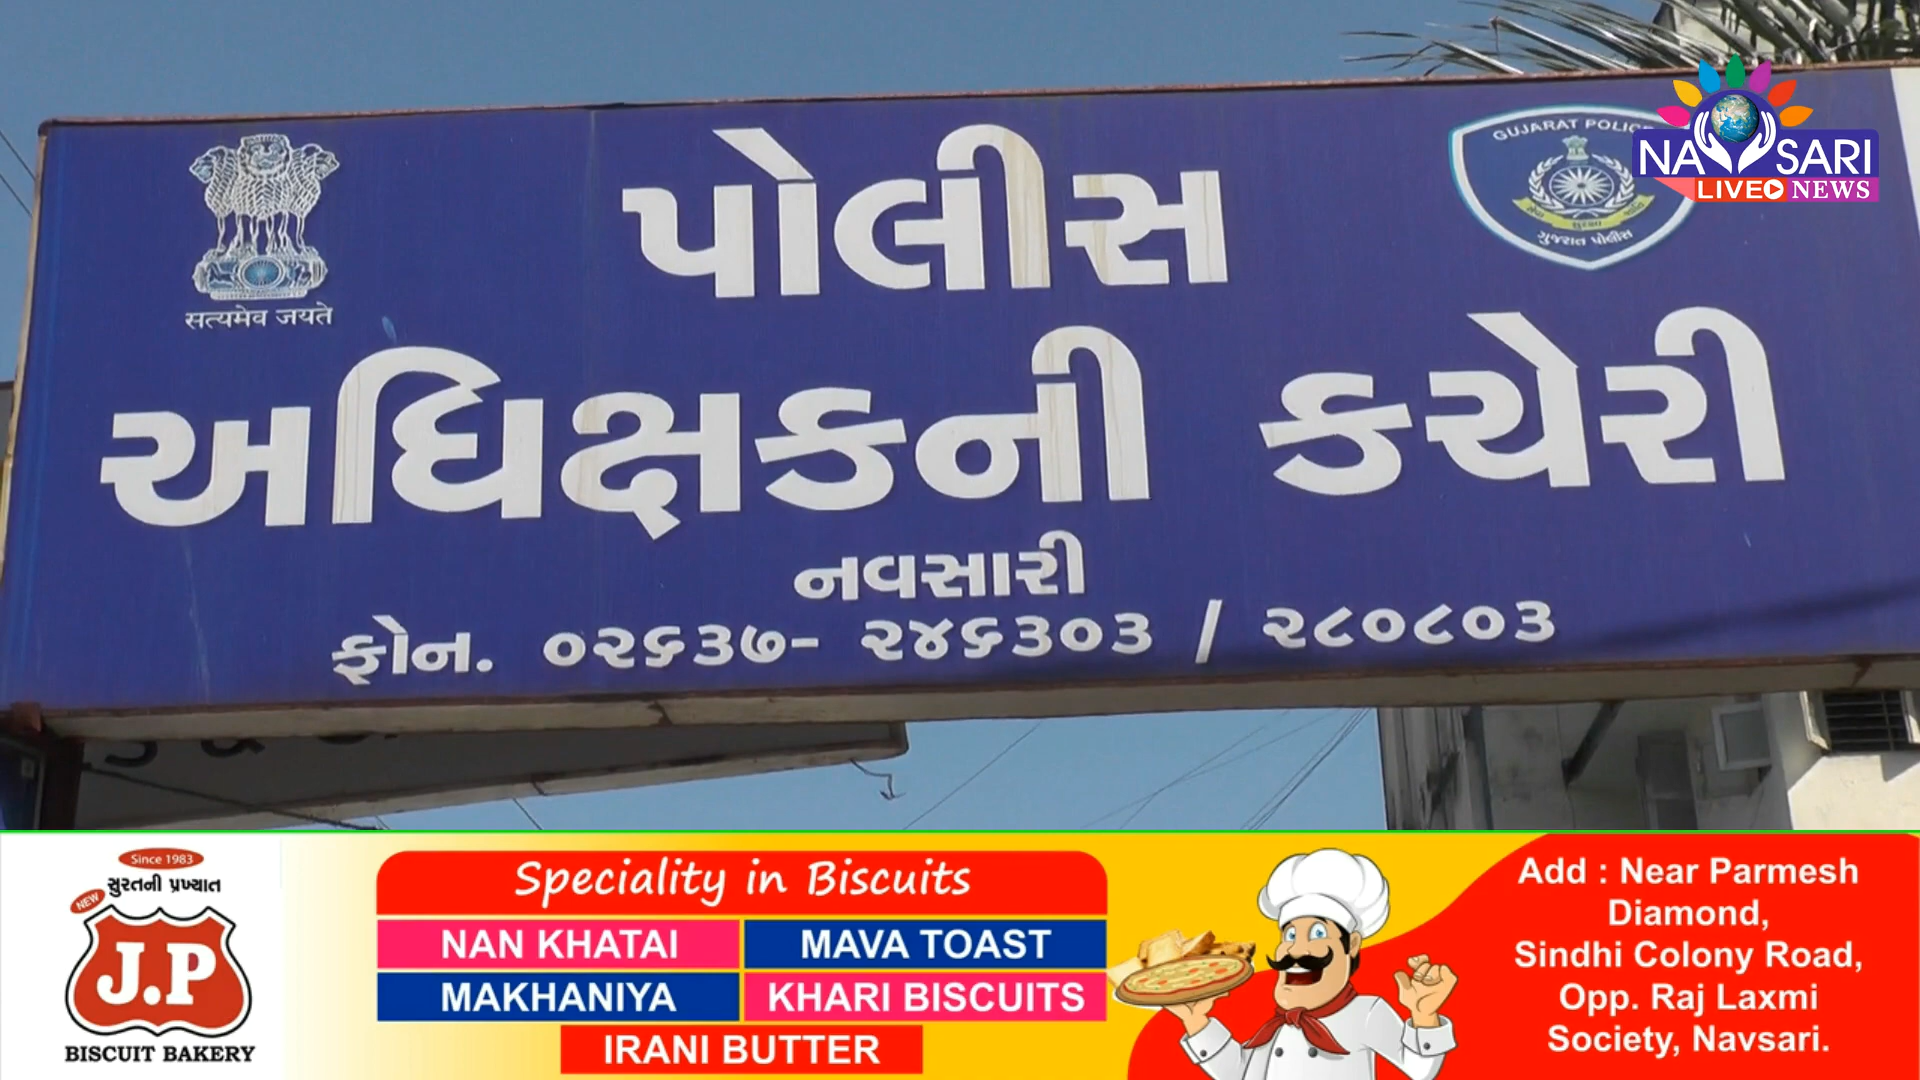 પોલીસ
અધિક્ષકની કચેરી
નવસારી
ફોન. ૦૨૬૩૭- ૨૪૬૩૦૩ / ૨૮૦૮૦૩
સત્યમેવ જયતે
GUJARAT POLICE
ગુજરાત પોલીસ
NAVSARI
LIVE NEWS
Since 1983
સુરતની પ્રખ્યાત
NEW
J.P
BISCUIT BAKERY
Speciality in Biscuits
NAN KHATAI
MAVA TOAST
MAKHANIYA
KHARI BISCUITS
IRANI BUTTER
Add : Near Parmesh
Diamond,
Sindhi Colony Road,
Opp. Raj Laxmi
Society, Navsari.